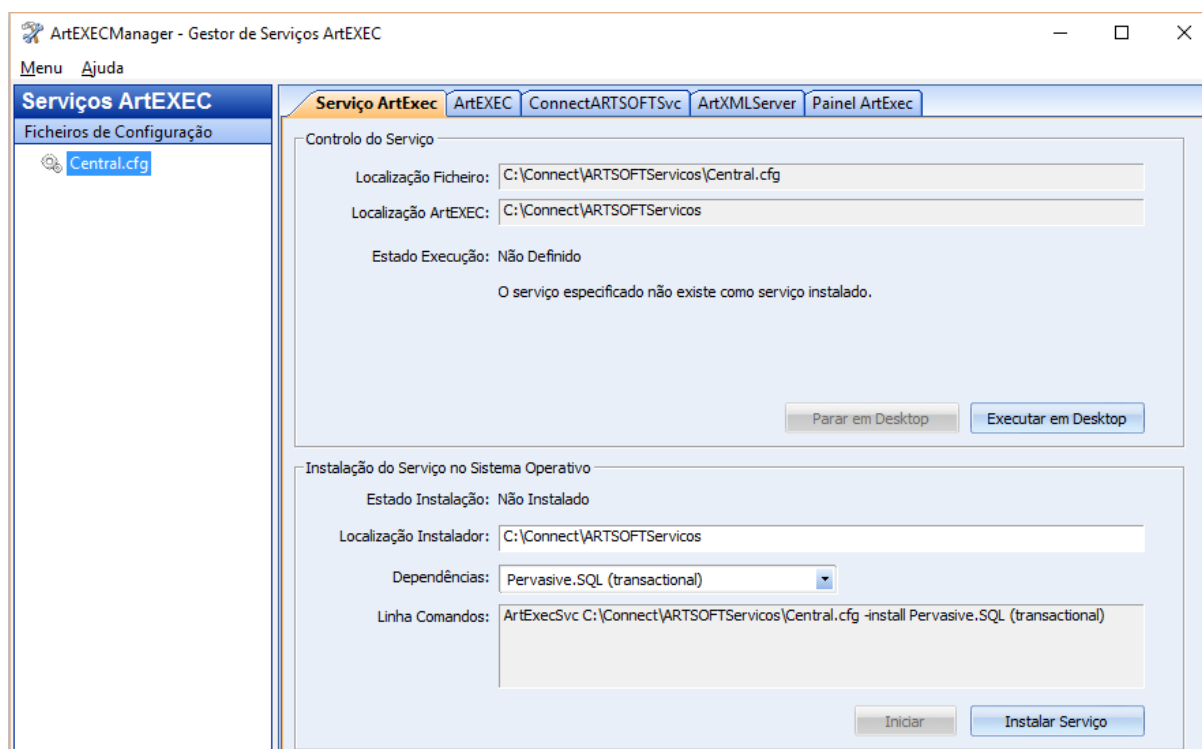 ArtEXECManager - Gestor de Serviços ArtEXEC
Menu Ajuda
Serviços ArtEXEC
Ficheiros de Configuração
Central.cfg
Serviço ArtExec ArtEXEC ConnectARTSOFTSvc ArtXMLServer Painel ArtExec
Controlo do Serviço
Localização Ficheiro: C:\Connect\ARTSOFTServicos\Central.cfg
Localização ArtEXEC: C:\Connect\ARTSOFTServicos
Estado Execução: Não Definido
O serviço especificado não existe como serviço instalado.
Parar em Desktop Executar em Desktop
Instalação do Serviço no Sistema Operativo
Estado Instalação: Não Instalado
Localização Instalador: C:\Connect\ARTSOFTServicos
Dependências: Pervasive.SQL (transactional)
Linha Comandos: ArtExecSvc C:\Connect\ARTSOFTServicos\Central.cfg -install Pervasive.SQL (transactional)
Iniciar Instalar Serviço